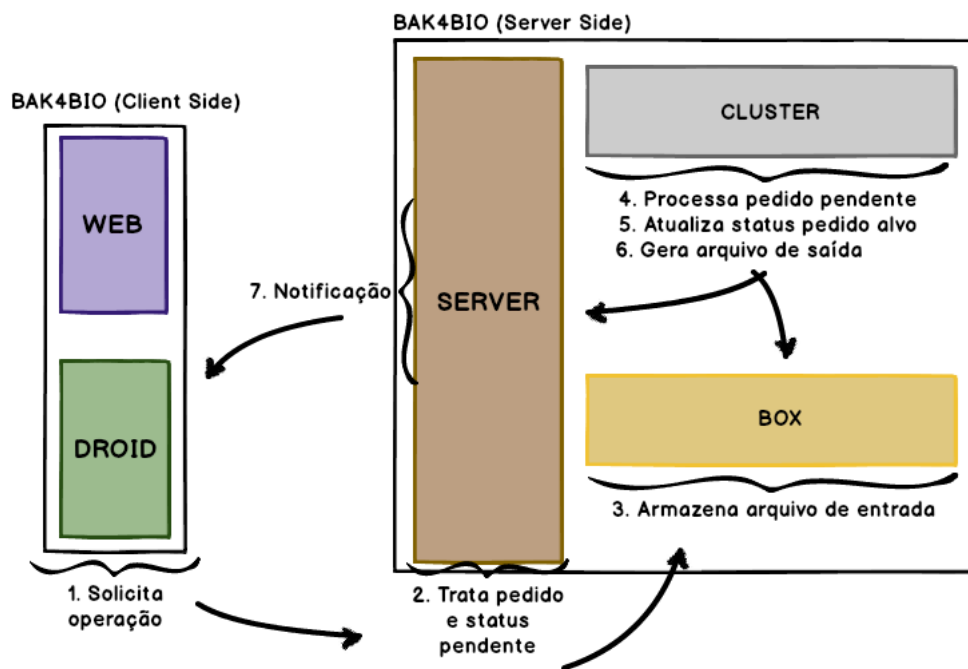 BAK4BIO (Server Side)
BAK4BIO (Client Side)
CLUSTER
WEB
4. Processa pedido pendente
5. Atualiza status pedido alvo
6. Gera arquivo de saída
7. Notificação
SERVER
BOX
DROID
3. Armazena arquivo de entrada
1. Solicita
operação
2. Trata pedido
e status
pendente